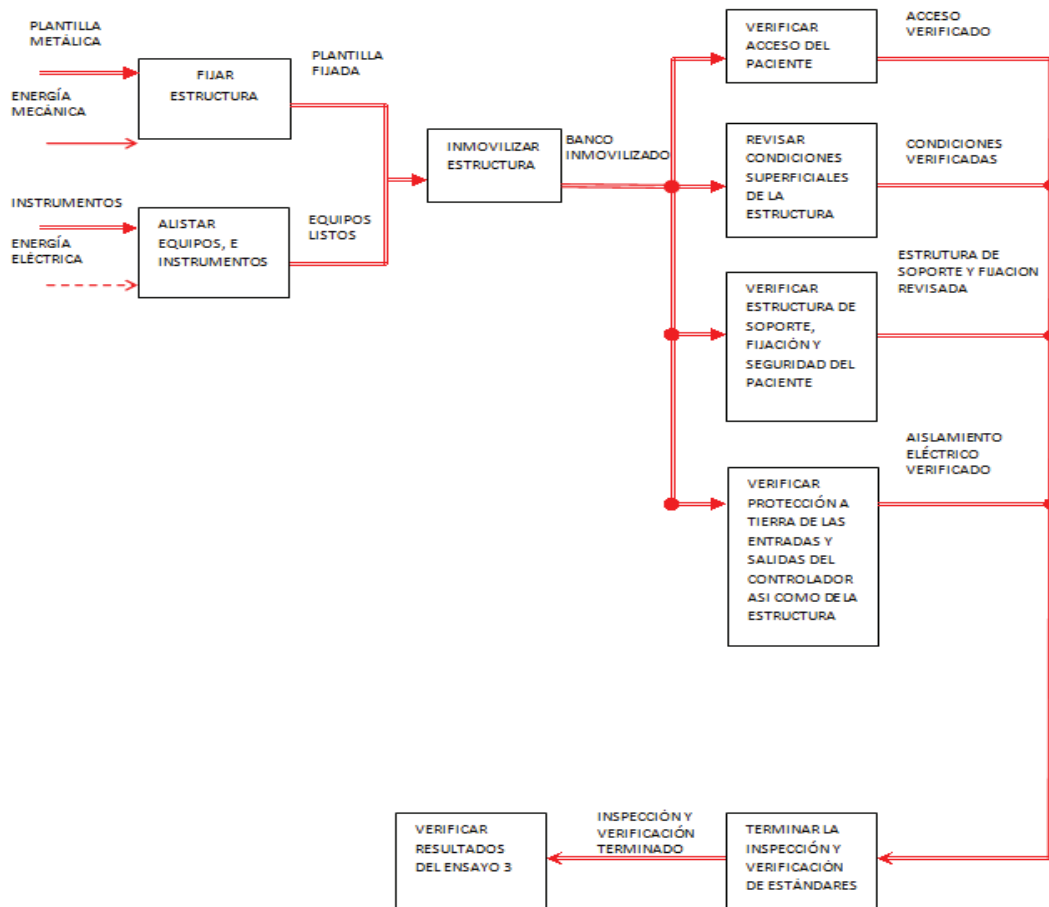 PLANTILLA
METÁLICA
ENERGÍA
MECÁNICA
FIJAR
ESTRUCTURA
PLANTILLA
FIJADA
INSTRUMENTOS
ENERGÍA
ELÉCTRICA
ALISTAR
EQUIPOS, E
INSTRUMENTOS
EQUIPOS
LISTOS
INMOVILIZAR
ESTRUCTURA
BANCO
INMOVILIZADO
VERIFICAR
ACCESO DEL
PACIENTE
ACCESO
VERIFICADO
REVISAR
CONDICIONES
SUPERFICIALES
DE LA
ESTRUCTURA
CONDICIONES
VERIFICADAS
VERIFICAR
ESTRUCTURA DE
SOPORTE,
FIJACIÓN Y
SEGURIDAD DEL
PACIENTE
ESTRUTURA DE
SOPORTE Y FIJACION
REVISADA
VERIFICAR
PROTECCIÓN A
TIERRA DE LAS
ENTRADAS Y
SALIDAS DEL
CONTROLADOR
ASI COMO DE LA
ESTRUCTURA
AISLAMIENTO
ELÉCTRICO
VERIFICADO
TERMINAR LA
INSPECCIÓN Y
VERIFICACIÓN
DE ESTÁNDARES
INSPECCIÓN Y
VERIFICACIÓN
TERMINADO
VERIFICAR
RESULTADOS
DEL ENSAYO 3